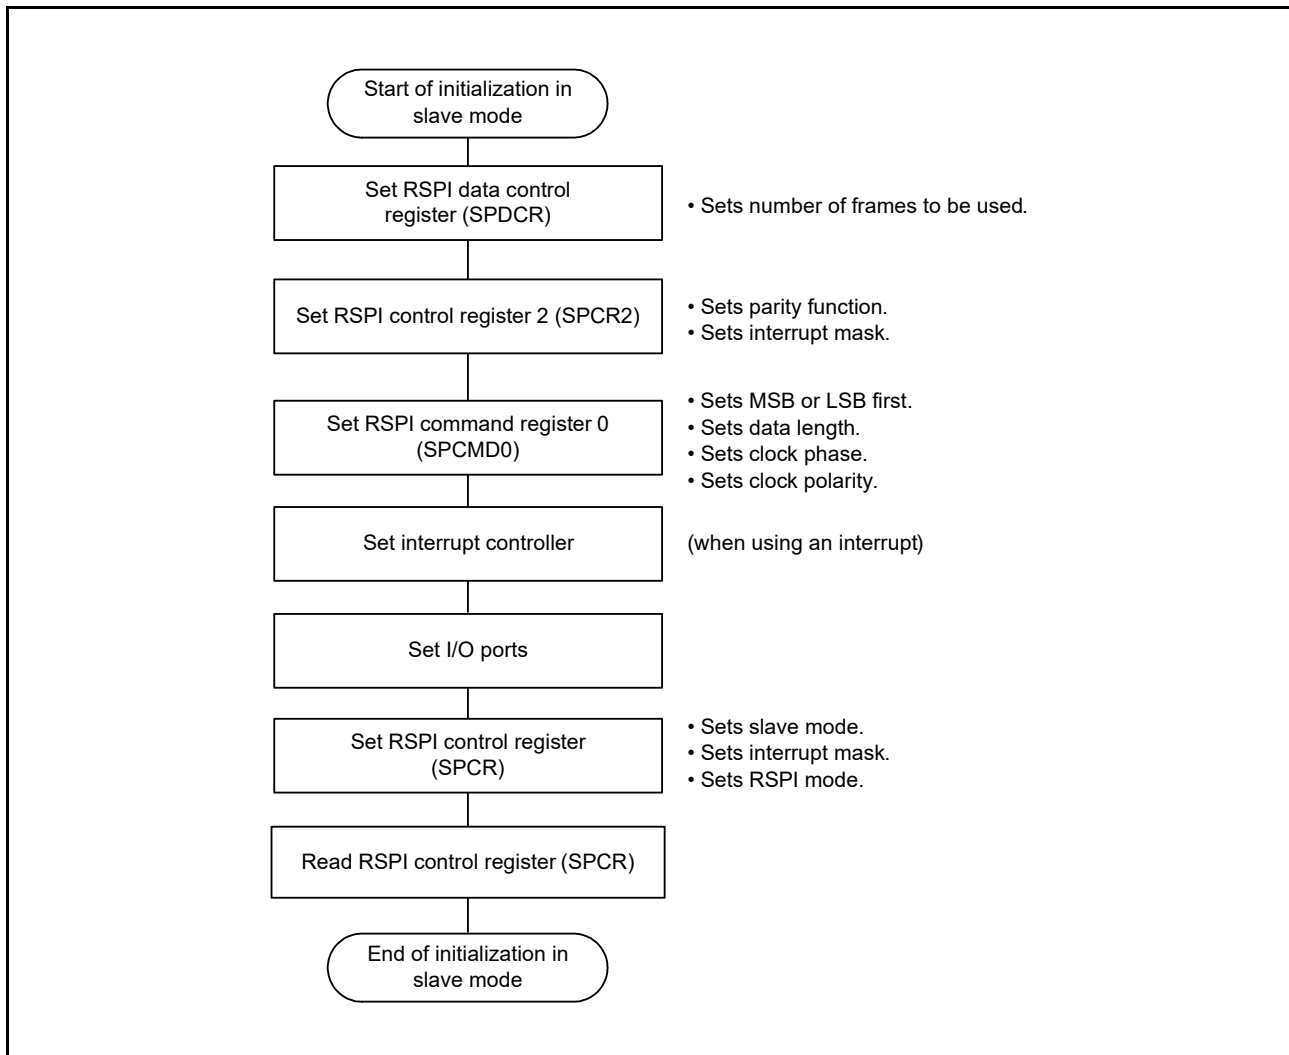 Start of initialization in
slave mode
Set RSPI data control
register (SPDCR)
• Sets number of frames to be used.
Set RSPI control register 2 (SPCR2)
• Sets parity function.
• Sets interrupt mask.
Set RSPI command register 0
(SPCMD0)
• Sets MSB or LSB first.
• Sets data length.
• Sets clock phase.
• Sets clock polarity.
Set interrupt controller
(when using an interrupt)
Set I/O ports
Set RSPI control register
(SPCR)
• Sets slave mode.
• Sets interrupt mask.
• Sets RSPI mode.
Read RSPI control register (SPCR)
End of initialization in
slave mode